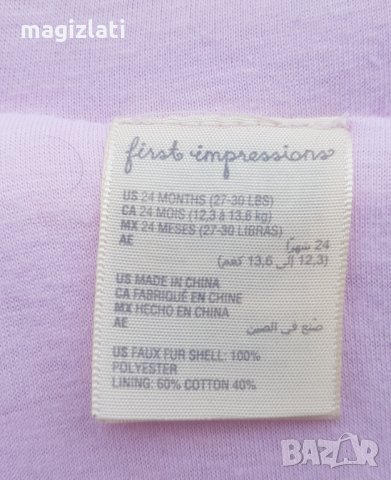 magizlati
first impressions
US 24 MONTHS (27-30 LBS)
CA 24 MOIS (12,3 à 13,6 kg)
MX 24 MESES (27-30 LIBRAS)
AE 24 شهراً
(12,3 إلى 13,6 كغم)
US MADE IN CHINA
CA FABRIQUÉ EN CHINE
MX HECHO EN CHINA
AE صنع في الصين
US FAUX FUR SHELL: 100%
POLYESTER
LINING: 60% COTTON 40%
BAZAR